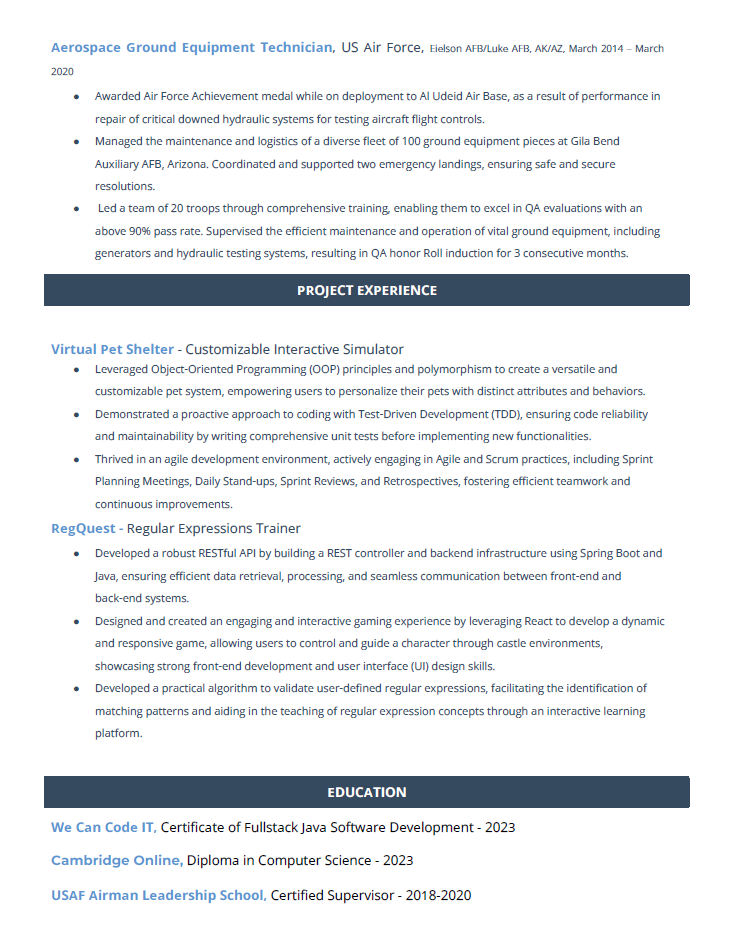 Aerospace Ground Equipment Technician, US Air Force, Eielson AFB/Luke AFB, AK/AZ, March 2014 – March
2020
● Awarded Air Force Achievement medal while on deployment to Al Udeid Air Base, as a result of performance in
repair of critical downed hydraulic systems for testing aircraft flight controls.
● Managed the maintenance and logistics of a diverse fleet of 100 ground equipment pieces at Gila Bend
Auxiliary AFB, Arizona. Coordinated and supported two emergency landings, ensuring safe and secure
resolutions.
● Led a team of 20 troops through comprehensive training, enabling them to excel in QA evaluations with an
above 90% pass rate. Supervised the efficient maintenance and operation of vital ground equipment, including
generators and hydraulic testing systems, resulting in QA honor Roll induction for 3 consecutive months.
PROJECT EXPERIENCE
Virtual Pet Shelter - Customizable Interactive Simulator
● Leveraged Object-Oriented Programming (OOP) principles and polymorphism to create a versatile and
customizable pet system, empowering users to personalize their pets with distinct attributes and behaviors.
● Demonstrated a proactive approach to coding with Test-Driven Development (TDD), ensuring code reliability
and maintainability by writing comprehensive unit tests before implementing new functionalities.
● Thrived in an agile development environment, actively engaging in Agile and Scrum practices, including Sprint
Planning Meetings, Daily Stand-ups, Sprint Reviews, and Retrospectives, fostering efficient teamwork and
continuous improvements.
RegQuest - Regular Expressions Trainer
● Developed a robust RESTful API by building a REST controller and backend infrastructure using Spring Boot and
Java, ensuring efficient data retrieval, processing, and seamless communication between front-end and
back-end systems.
● Designed and created an engaging and interactive gaming experience by leveraging React to develop a dynamic
and responsive game, allowing users to control and guide a character through castle environments,
showcasing strong front-end development and user interface (UI) design skills.
● Developed a practical algorithm to validate user-defined regular expressions, facilitating the identification of
matching patterns and aiding in the teaching of regular expression concepts through an interactive learning
platform.
EDUCATION
We Can Code IT, Certificate of Fullstack Java Software Development - 2023
Cambridge Online, Diploma in Computer Science - 2023
USAF Airman Leadership School, Certified Supervisor - 2018-2020